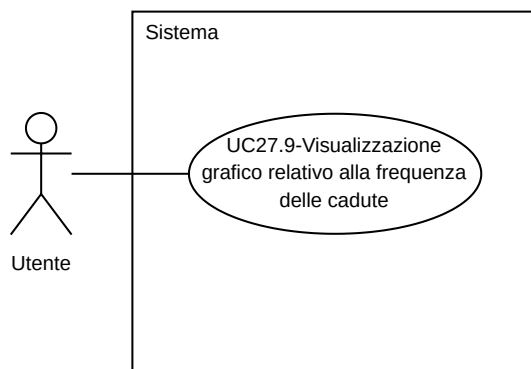 Sistema
UC27.9-Visualizzazione
grafico relativo alla frequenza
delle cadute
Utente